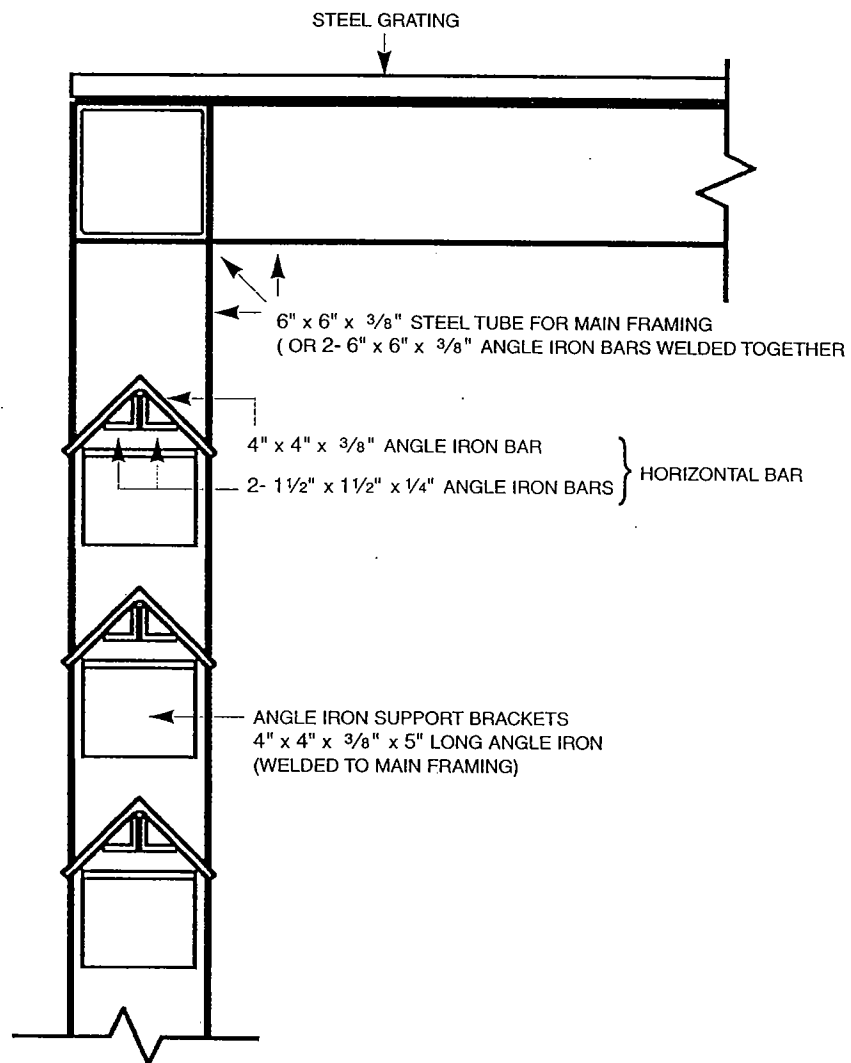 STEEL GRATING
6" x 6" x 3/8" STEEL TUBE FOR MAIN FRAMING
( OR 2- 6" x 6" x 3/8" ANGLE IRON BARS WELDED TOGETHER
4" x 4" x 3/8" ANGLE IRON BAR
2- 1 1/2" x 1 1/2" x 1/4" ANGLE IRON BARS
HORIZONTAL BAR
ANGLE IRON SUPPORT BRACKETS
4" x 4" x 3/8" x 5" LONG ANGLE IRON
(WELDED TO MAIN FRAMING)